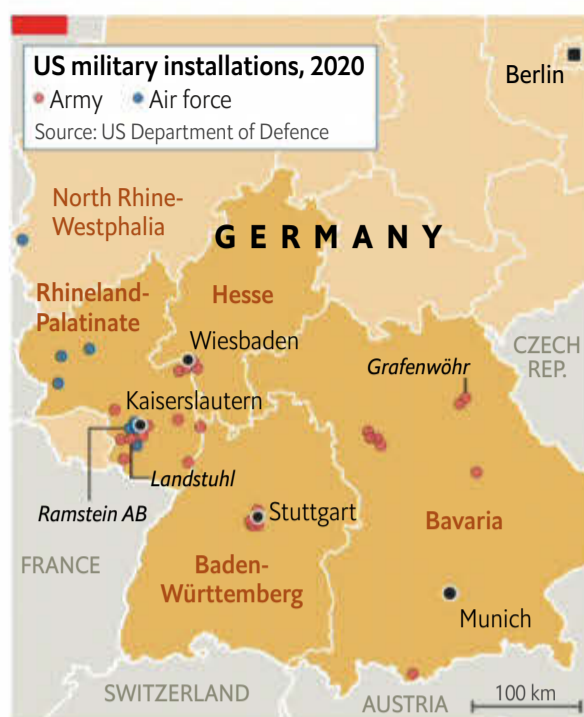 US military installations, 2020
Army Air force
Source: US Department of Defence
Berlin
North Rhine-
Westphalia
GERMANY
Rhineland-
Palatinate
Hesse
Wiesbaden
CZECH
REP.
Grafenwöhr
Kaiserslautern
Landstuhl
Ramstein AB
Stuttgart
Bavaria
FRANCE
Baden-
Württemberg
Munich
SWITZERLAND
AUSTRIA
100 km